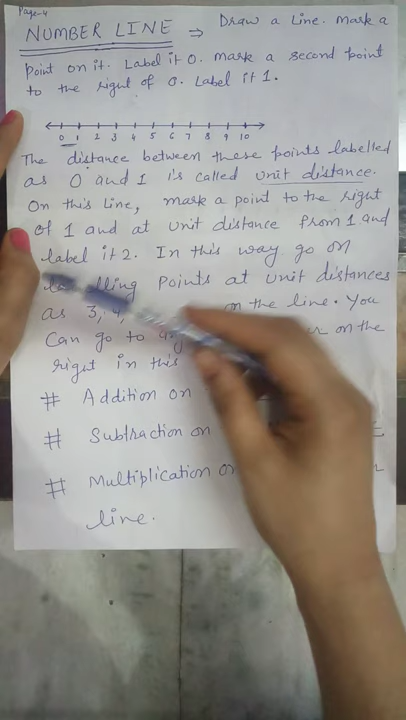 Page-4
NUMBER LINE → Draw a Line. Mark a
Point on it. Label it 0. Mark a second point
to the right of 0. Label it 1.
0 1 2 3 4 5 6 7 8 9 10
The distance between these points labelled
as 0 and 1 is called unit distance.
On this Line, mark a point to the right
of 1 and at unit distance from 1 and
label it 2. In this way go on
labelling points at unit distances
as 3, 4, on the line. You
Can go to on the
right in this
# Addition on
# Subtraction on
# Multiplication on
line.